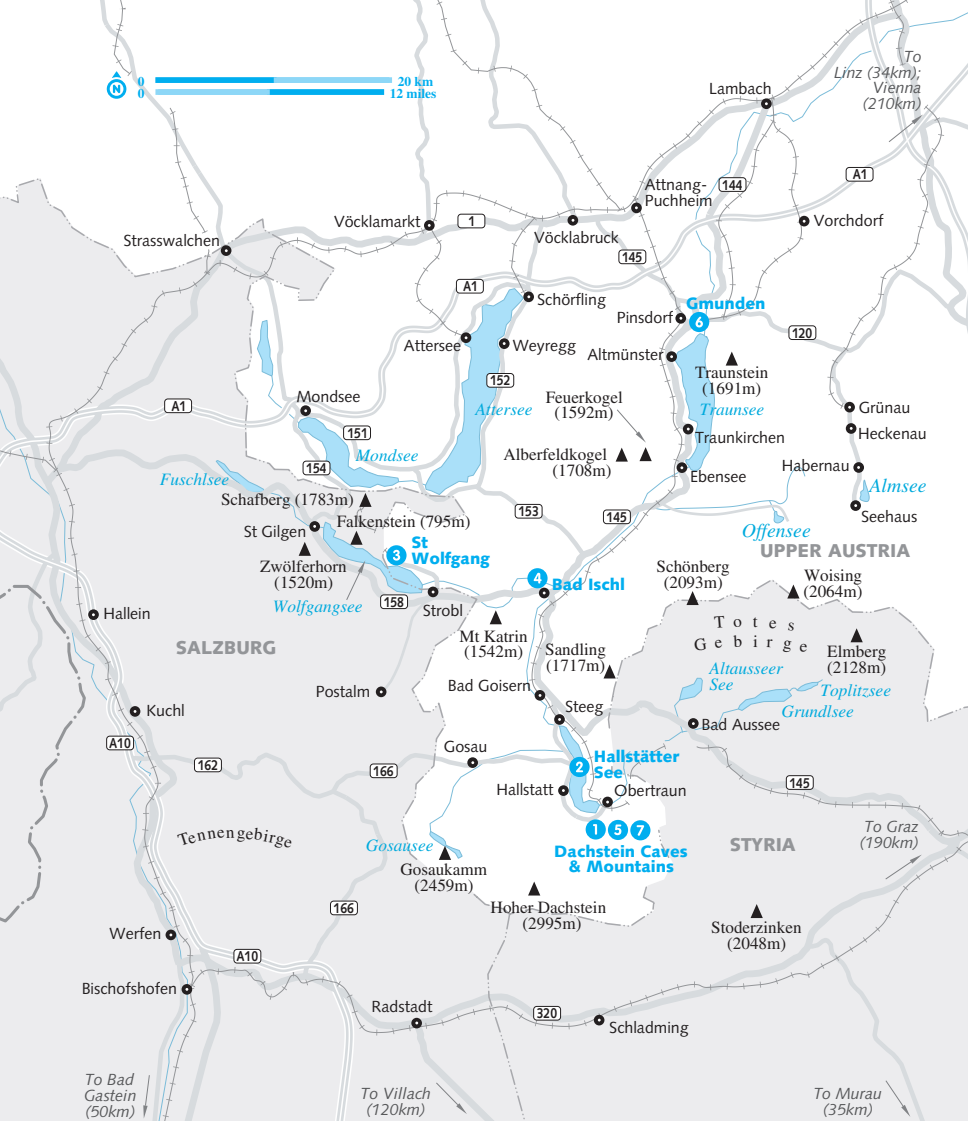 To
Linz (34km);
Vienna
(210km)
N
0
20 km
0
12 miles
Lambach
A1
144
Attnang-
Puchheim
Vöcklamarkt
1
Vöcklabruck
Vorchdorf
Strasswalchen
145
A1
Schörfling
Gmunden
Pinsdorf
6
120
Attersee
Weyregg
Altmünster
Traunstein
(1691m)
152
Feuerkogel
(1592m)
Mondsee
A1
Attersee
Traunsee
Grünau
151
Traunkirchen
Heckenau
Mondsee
Alberfeldkogel
(1708m)
154
Habernau
Ebensee
Fuschlsee
Almsee
Schafberg (1783m)
153
145
Seehaus
St Gilgen
Falkenstein (795m)
Offensee
3
St
Wolfgang
UPPER AUSTRIA
Zwölferhorn
(1520m)
4
Bad Ischl
Schönberg
(2093m)
Woising
(2064m)
Wolfgangsee
158
Strobl
Hallein
Totes
Gebirge
Mt Katrin
(1542m)
SALZBURG
Sandling
(1717m)
Elmberg
(2128m)
Altausseer
See
Postalm
Bad Goisern
Toplitzsee
Kuchl
Steeg
Grundlsee
Bad Aussee
A10
Gosau
162
166
2
Hallstätter
See
145
Hallstatt
Obertraun
Tennengebirge
1
5
7
To Graz
(190km)
Gosausee
Dachstein Caves
& Mountains
STYRIA
Gosaukamm
(2459m)
166
Hoher Dachstein
(2995m)
Stoderzinken
(2048m)
Werfen
A10
Bischofshofen
Radstadt
320
Schladming
To Bad
Gastein
(50km)
To Villach
(120km)
To Murau
(35km)